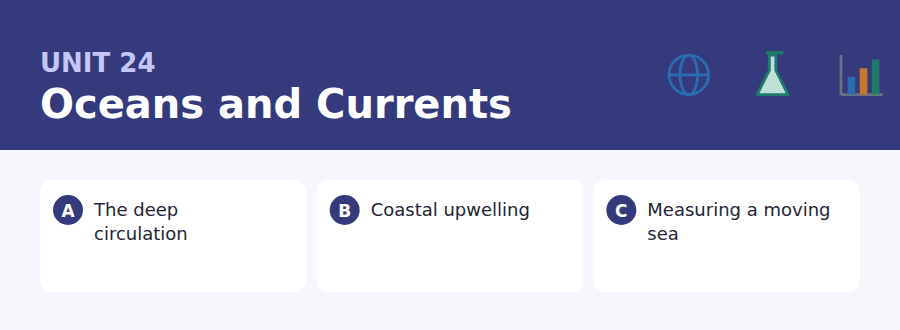 UNIT 24
Oceans and Currents
A The deep
circulation
B Coastal upwelling
C Measuring a moving
sea